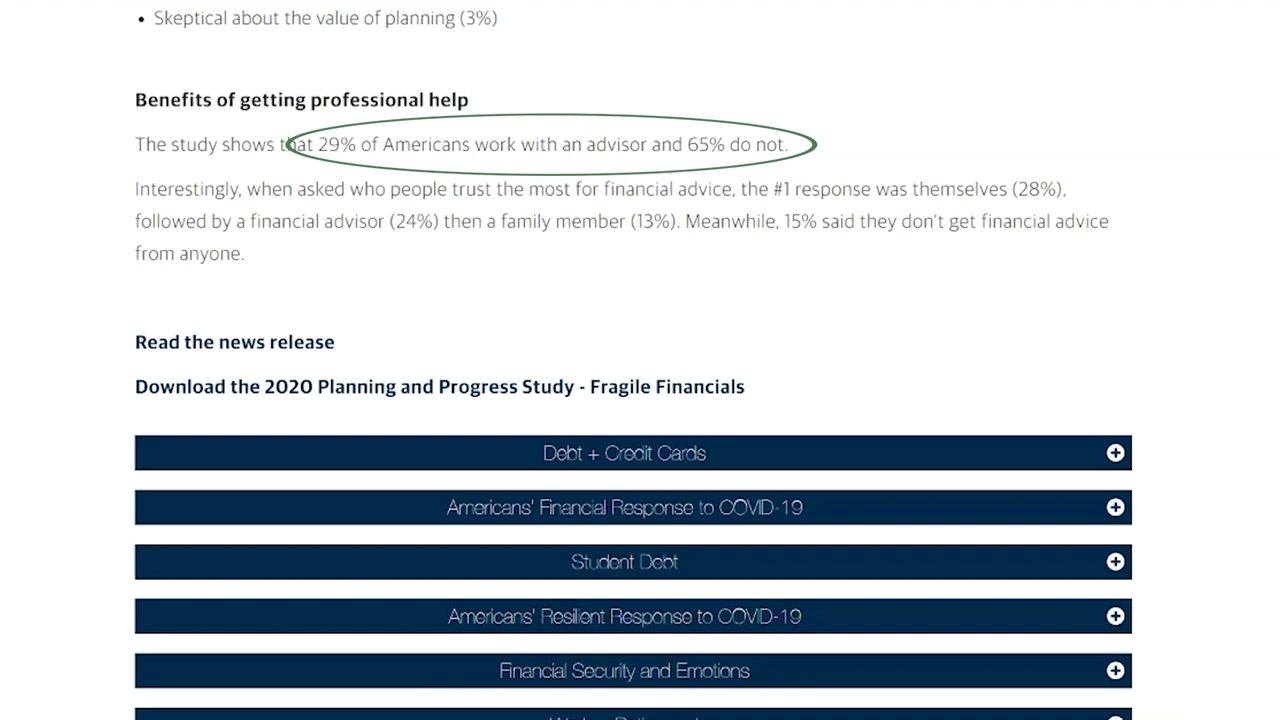 • Skeptical about the value of planning (3%)
Benefits of getting professional help
The study shows that 29% of Americans work with an advisor and 65% do not.
Interestingly, when asked who people trust the most for financial advice, the #1 response was themselves (28%),
followed by a financial advisor (24%) then a family member (13%). Meanwhile, 15% said they don't get financial advice
from anyone.
Read the news release
Download the 2020 Planning and Progress Study - Fragile Financials
Debt + Credit Cards
Americans' Financial Response to COVID-19
Student Debt
Americans' Resilient Response to COVID-19
Financial Security and Emotions